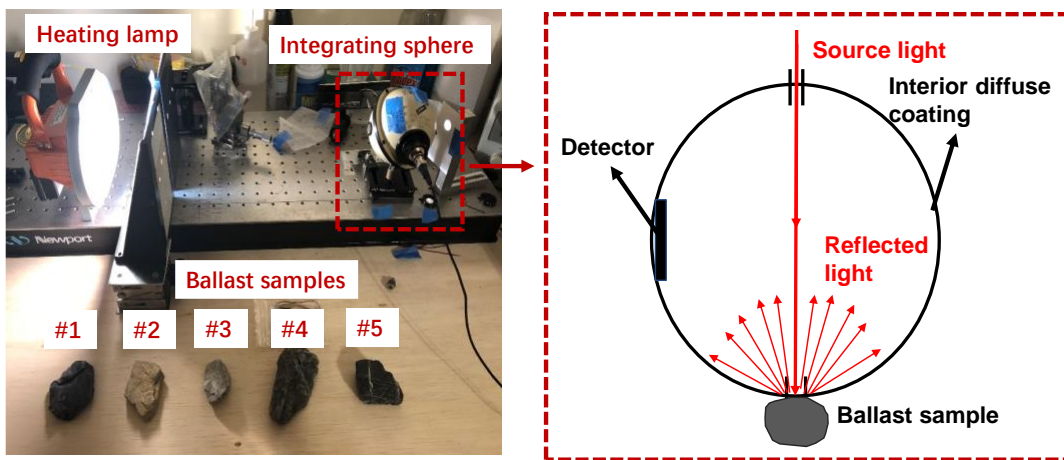 Heating lamp
Integrating sphere
Newport
Ballast samples
#1
#2
#3
#4
#5
Source light
Interior diffuse
coating
Detector
Reflected
light
Ballast sample